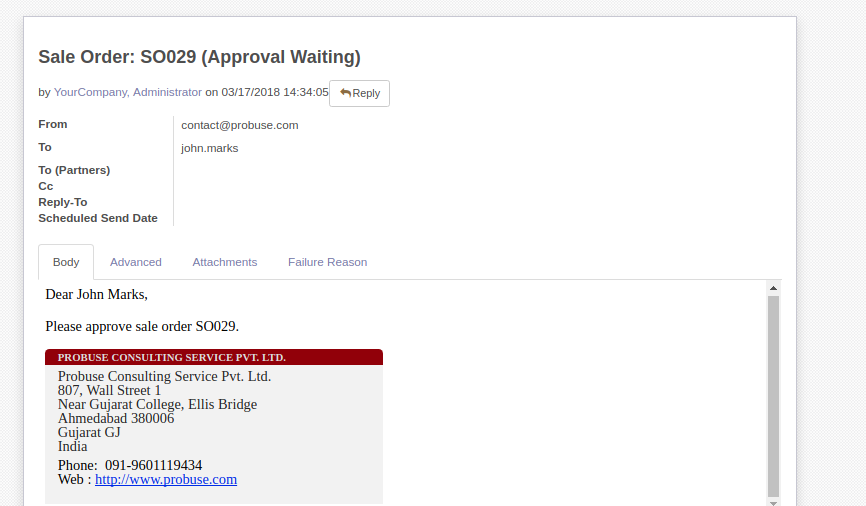 Sale Order: SO029 (Approval Waiting)
by YourCompany, Administrator on 03/17/2018 14:34:05 Reply
From contact@probuse.com
To john.marks
To (Partners)
Cc
Reply-To
Scheduled Send Date
Body Advanced Attachments Failure Reason
Dear John Marks,
Please approve sale order SO029.
PROBUSE CONSULTING SERVICE PVT. LTD.
Probuse Consulting Service Pvt. Ltd.
807, Wall Street 1
Near Gujarat College, Ellis Bridge
Ahmedabad 380006
Gujarat GJ
India
Phone:  091-9601119434
Web : http://www.probuse.com